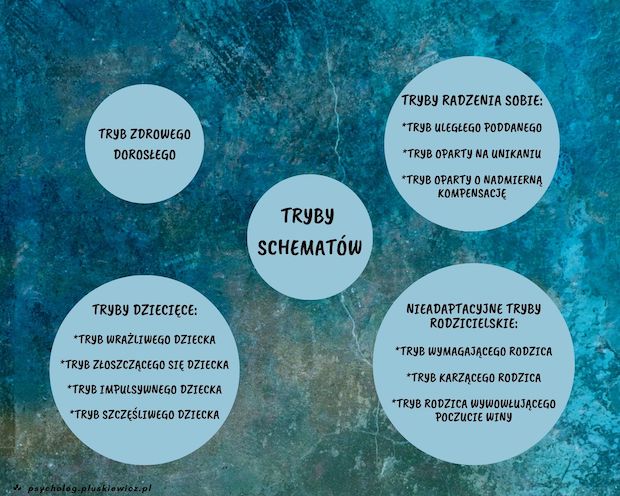 TRYB ZDROWEGO
DOROSŁEGO
TRYBY RADZENIA SOBIE:
*TRYB ULEGŁEGO PODDANEGO
*TRYB OPARTY NA UNIKANIU
*TRYB OPARTY O NADMIERNĄ
KOMPENSACJĘ
TRYBY
SCHEMATÓW
TRYBY DZIECIĘCE:
*TRYB WRAŻLIWEGO DZIECKA
*TRYB ZŁOSZCZĄCEGO SIĘ DZIECKA
*TRYB IMPULSYWNEGO DZIECKA
*TRYB SZCZĘŚLIWEGO DZIECKA
NIEADAPTACYJNE TRYBY
RODZICIELSKIE:
*TRYB WYMAGAJĄCEGO RODZICA
*TRYB KARZĄCEGO RODZICA
*TRYB RODZICA WYWOWŁUJĄCEGO
POCZUCIE WINY
psycholog.pluskiewicz.pl